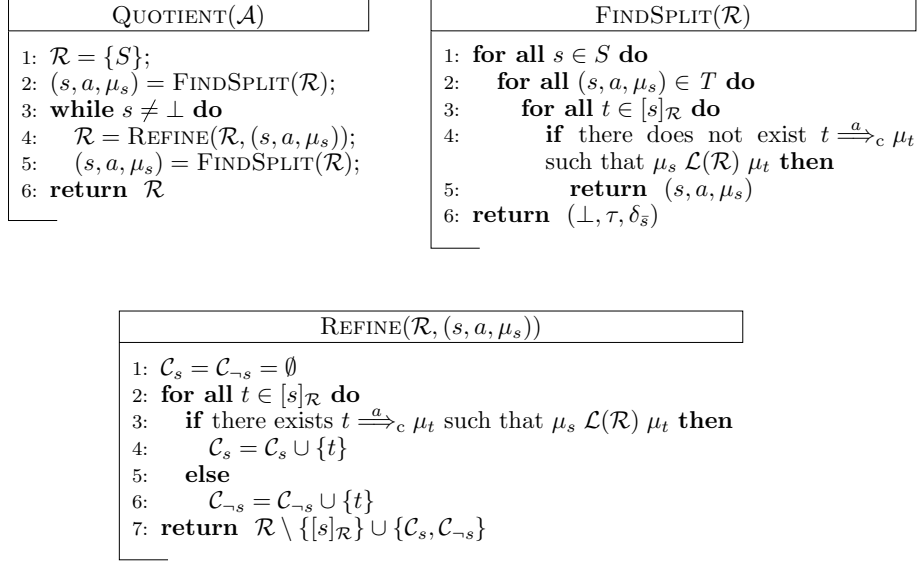 QUOTIENT(𝒜)
1: ℛ = {S};
2: (s, a, μ_s) = FINDSPLIT(ℛ);
3: while s ≠ ⊥ do
4: ℛ = REFINE(ℛ, (s, a, μ_s));
5: (s, a, μ_s) = FINDSPLIT(ℛ);
6: return ℛ
FINDSPLIT(ℛ)
1: for all s ∈ S do
2: for all (s, a, μ_s) ∈ T do
3: for all t ∈ [s]_ℛ do
4: if there does not exist t ⟹^a_c μ_t
such that μ_s ℒ(ℛ) μ_t then
5: return (s, a, μ_s)
6: return (⊥, τ, δ_s̄)
REFINE(ℛ, (s, a, μ_s))
1: 𝒞_s = 𝒞_¬s = ∅
2: for all t ∈ [s]_ℛ do
3: if there exists t ⟹^a_c μ_t such that μ_s ℒ(ℛ) μ_t then
4: 𝒞_s = 𝒞_s ∪ {t}
5: else
6: 𝒞_¬s = 𝒞_¬s ∪ {t}
7: return ℛ \ {[s]_ℛ} ∪ {𝒞_s, 𝒞_¬s}